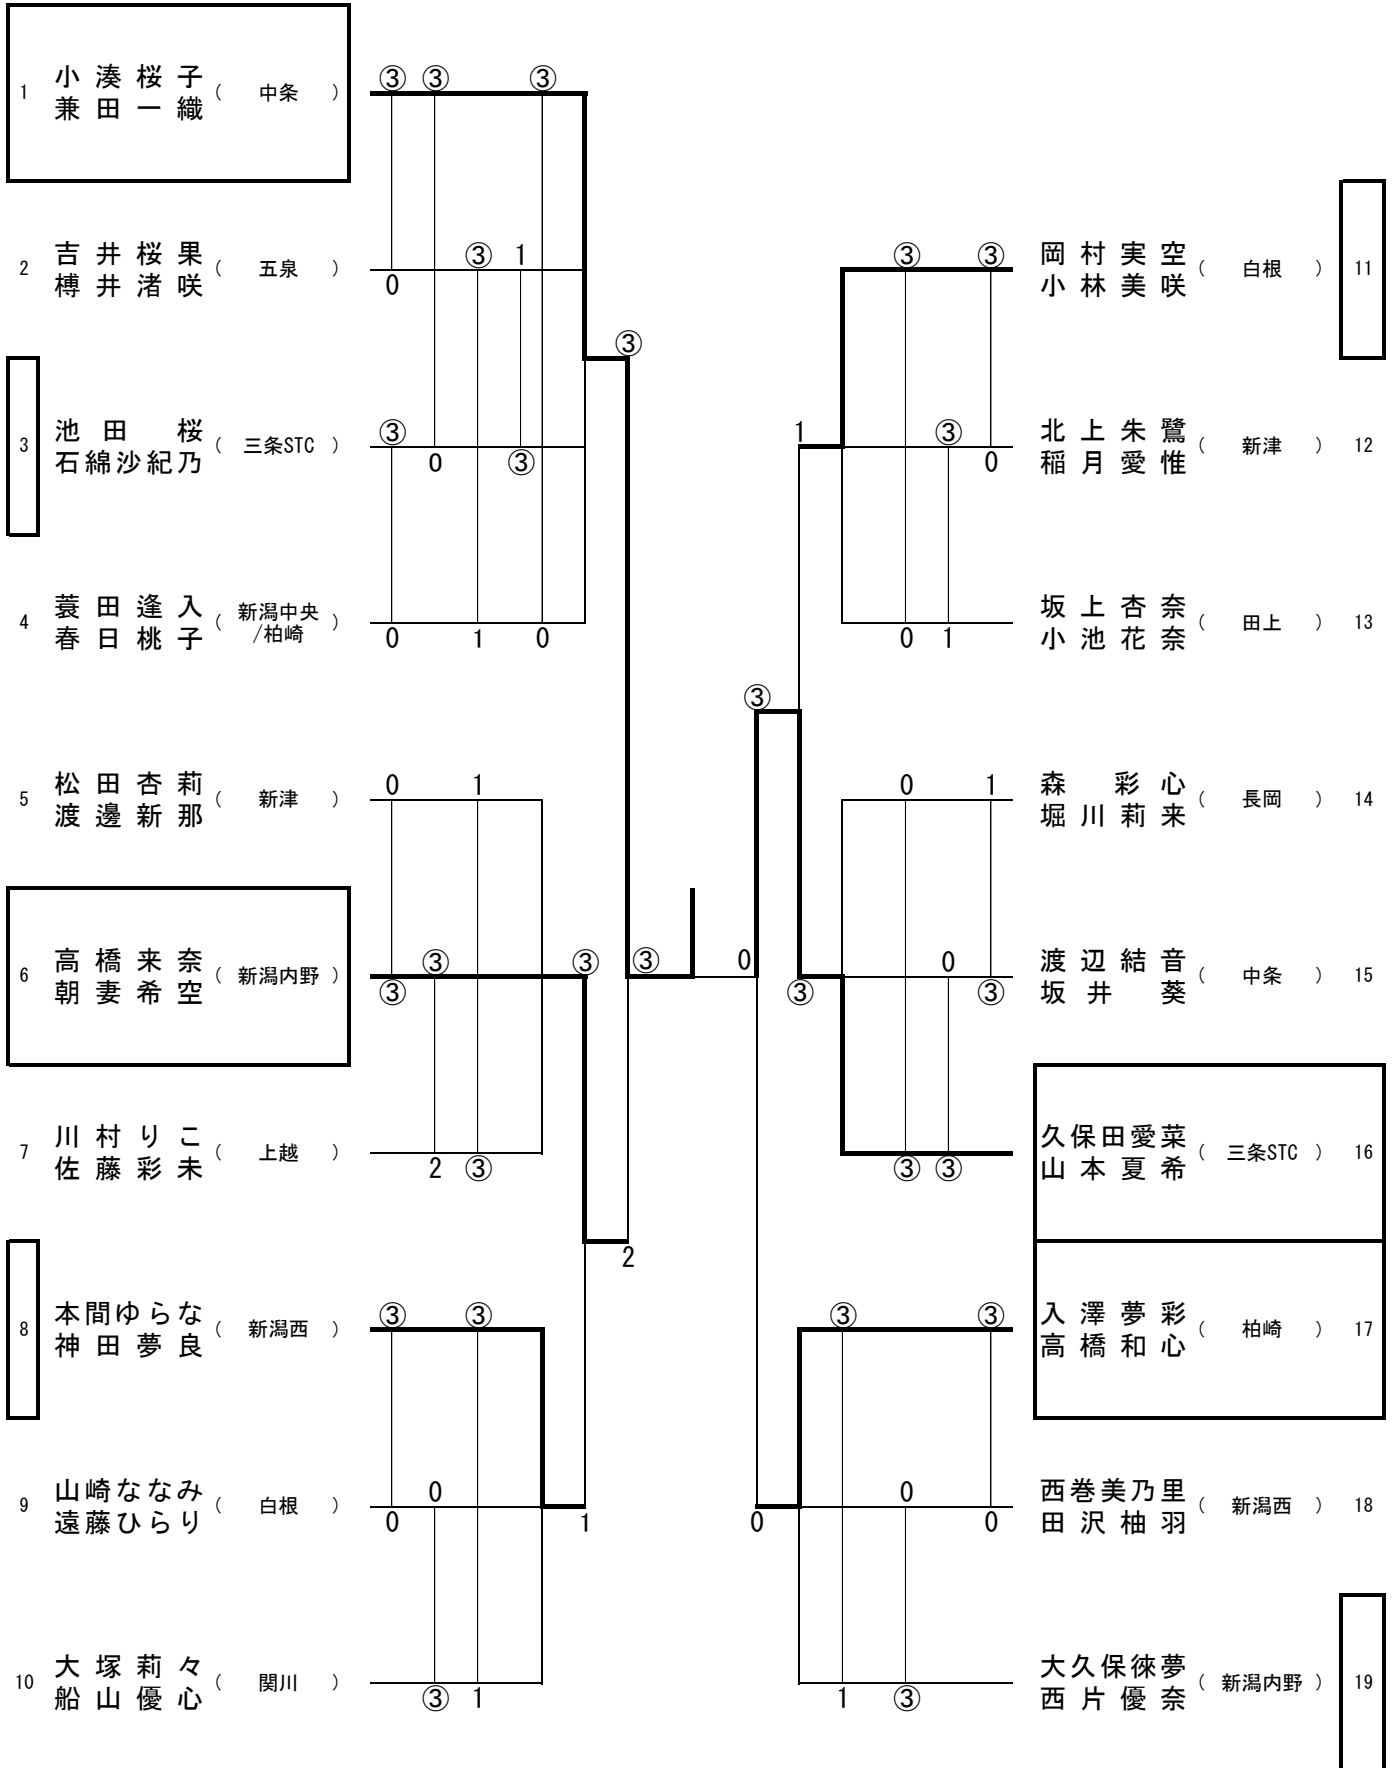 ③ ③ ③
1 小湊桜子 ( 中条 )
兼田一織
③ 1
2 吉井桜果 ( 五泉 )
榑井渚咲
0
③
③
3 池田 桜 ( 三条STC )
石綿沙紀乃
0 ③
4 蓑田逢入 ( 新潟中央
春日桃子 /柏崎 )
0 1 0
0 1
5 松田杏莉 ( 新津 )
渡邊新那
③ ③ ③
6 高橋来奈 ( 新潟内野 )
朝妻希空
③
7 川村りこ ( 上越 )
佐藤彩未
2 ③
2
③ ③
8 本間ゆらな ( 新潟西 )
神田夢良
0
9 山崎ななみ ( 白根 )
遠藤ひらり
0 1
10 大塚莉々 ( 関川 )
船山優心
③ 1
③ ③
岡村実空 ( 白根 ) 11
小林美咲
1 ③
北上朱鷺 ( 新津 ) 12
稲月愛惟
0
坂上杏奈 ( 田上 ) 13
小池花奈
0 1
③
0 1
森 彩心 ( 長岡 ) 14
堀川莉来
0 0
渡辺結音 ( 中条 ) 15
坂井 葵
③ ③
久保田愛菜 ( 三条STC ) 16
山本夏希
③ ③
③ ③
入澤夢彩 ( 柏崎 ) 17
高橋和心
0
西巻美乃里 ( 新潟西 ) 18
田沢柚羽
0 0
大久保徠夢 ( 新潟内野 ) 19
西片優奈
1 ③